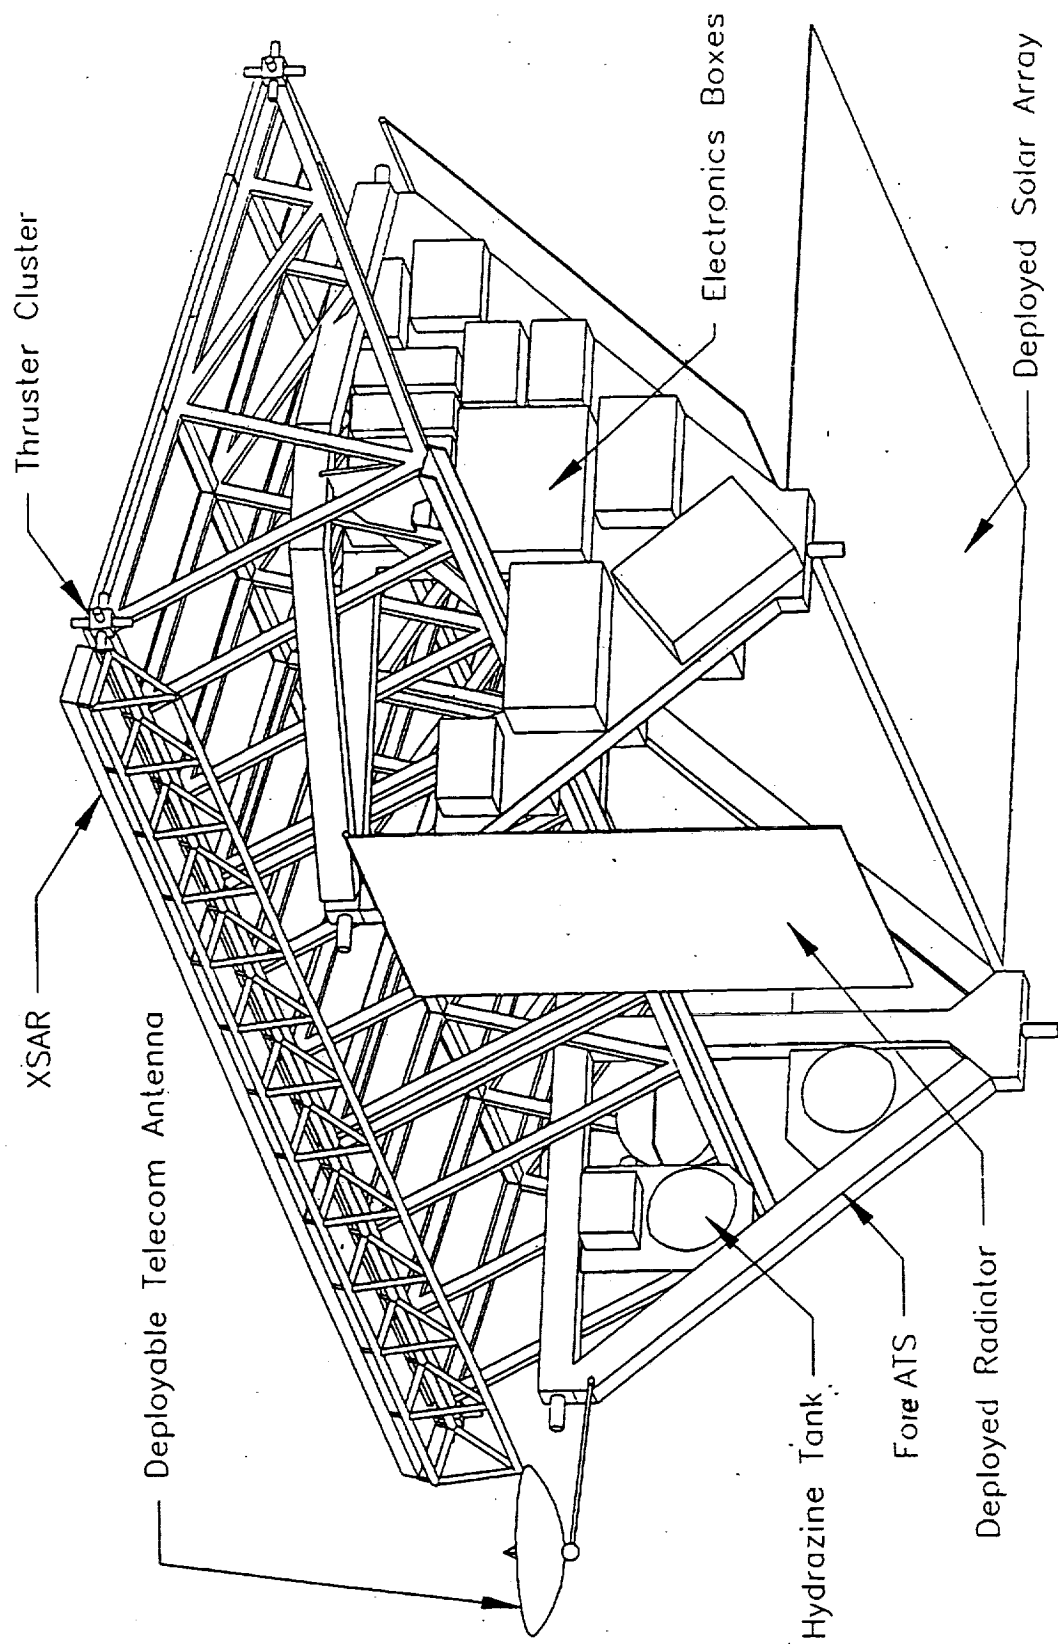 Thruster Cluster
XSAR
Deployable Telecom Antenna
Electronics Boxes
Deployed Solar Array
Hydrazine Tank
Fore ATS
Deployed Radiator